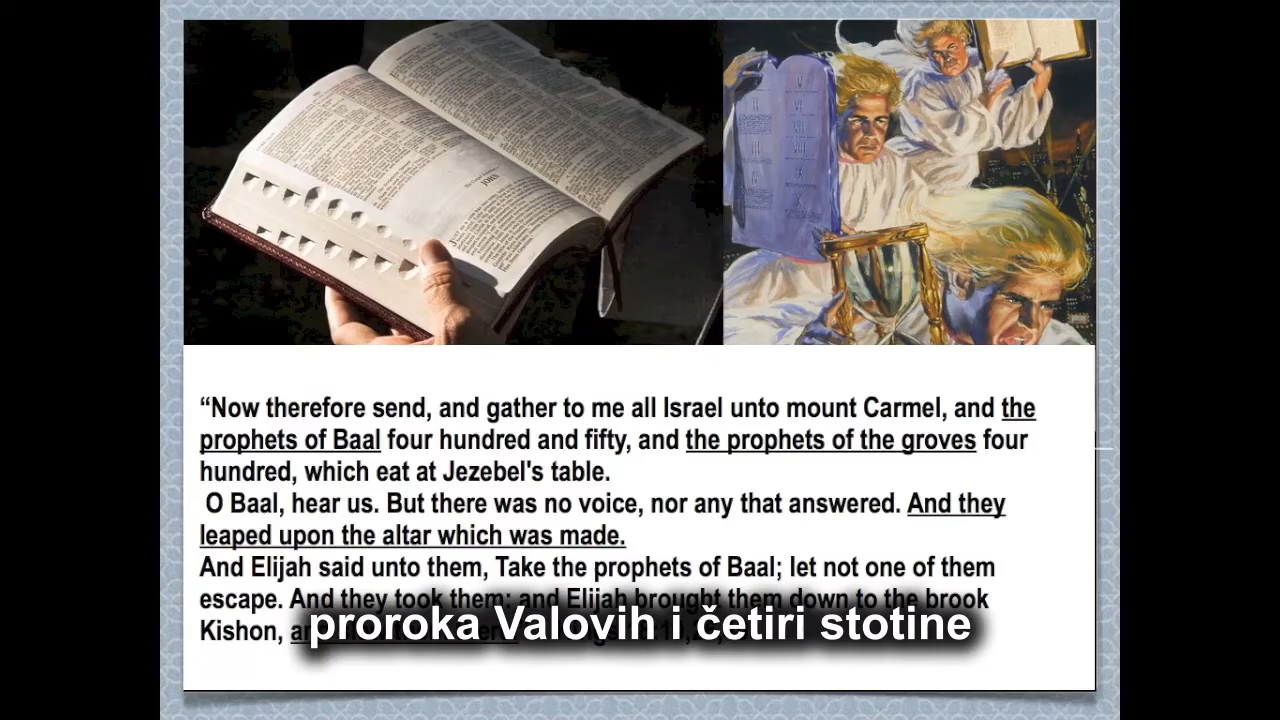 JOHN
“Now therefore send, and gather to me all Israel unto mount Carmel, and the
prophets of Baal four hundred and fifty, and the prophets of the groves four
hundred, which eat at Jezebel's table.
O Baal, hear us. But there was no voice, nor any that answered. And they
leaped upon the altar which was made.
And Elijah said unto them, Take the prophets of Baal; let not one of them
escape. And they took them: and Elijah brought them down to the brook
Kishon,
proroka Valovih i četiri stotine